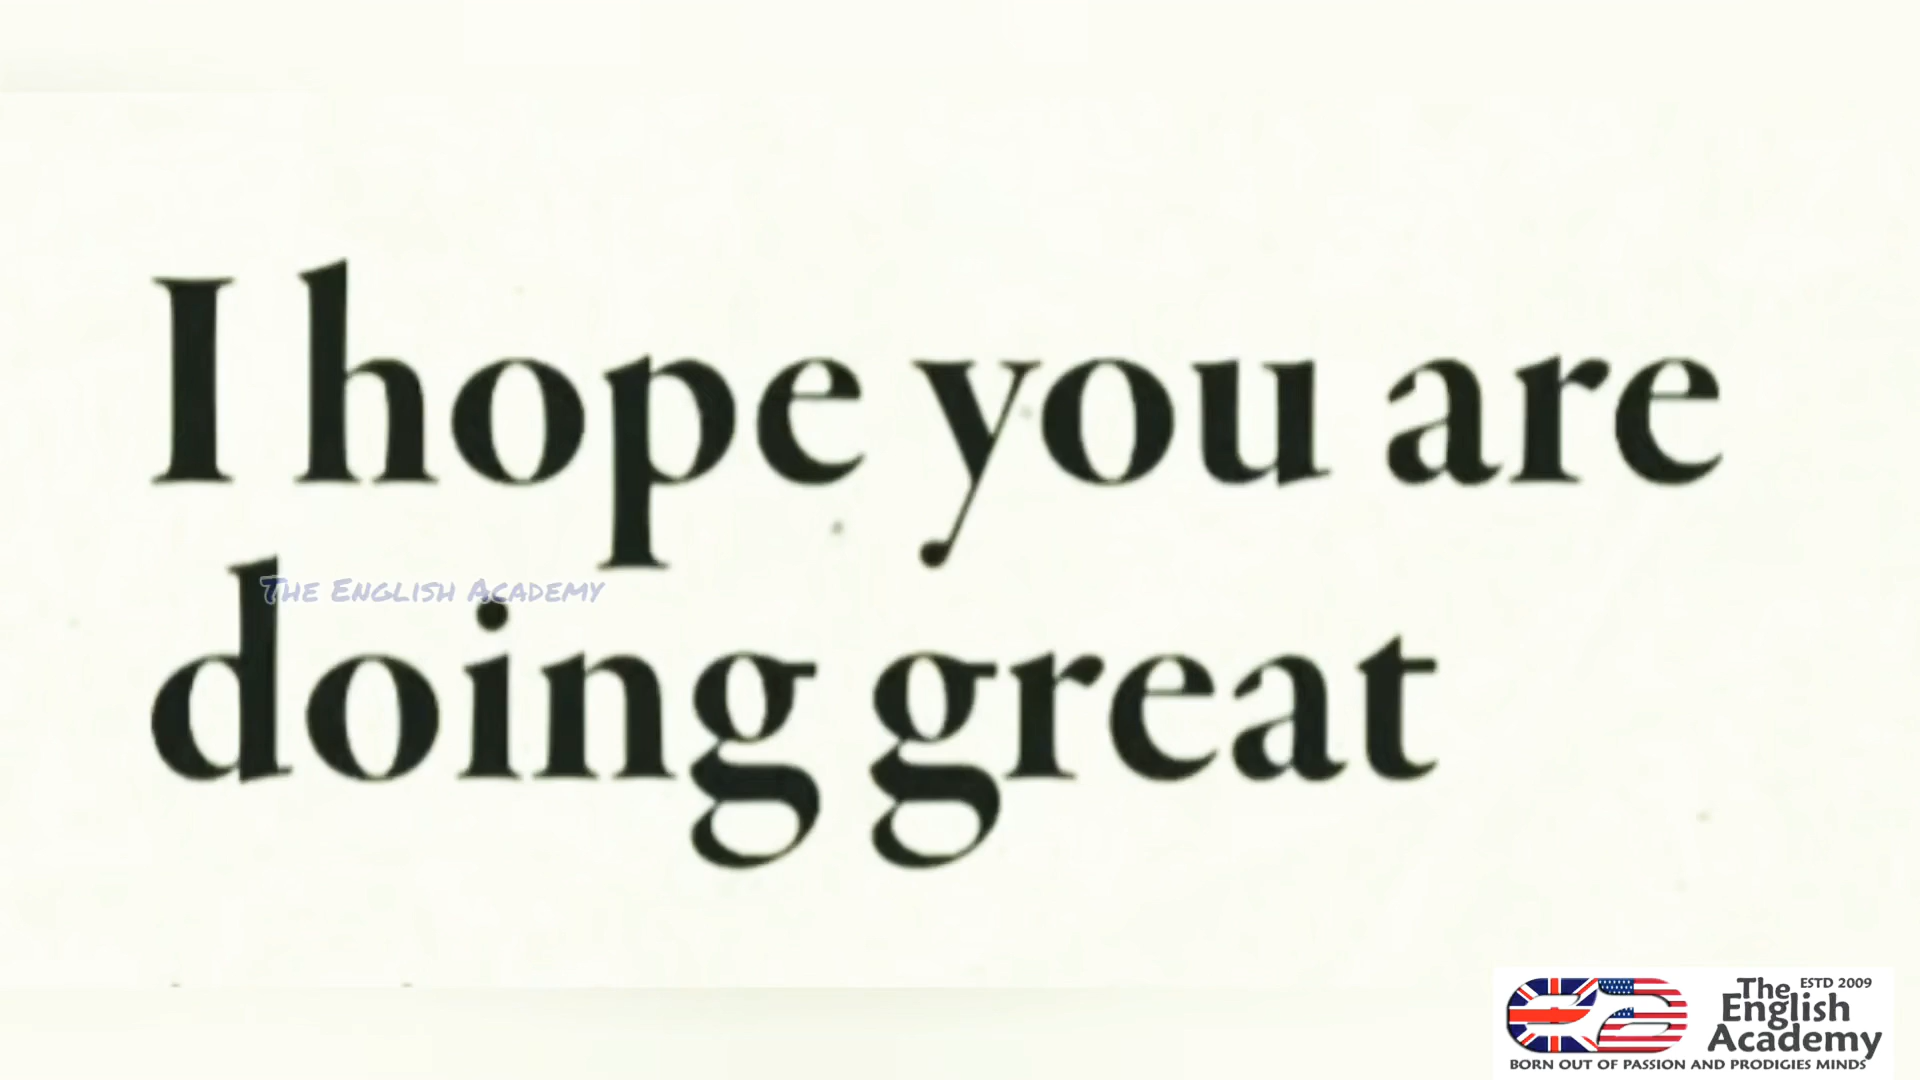 I hope you are
The English Academy
doing great
The ESTD 2009
English
Academy
BORN OUT OF PASSION AND PRODIGIES MINDS